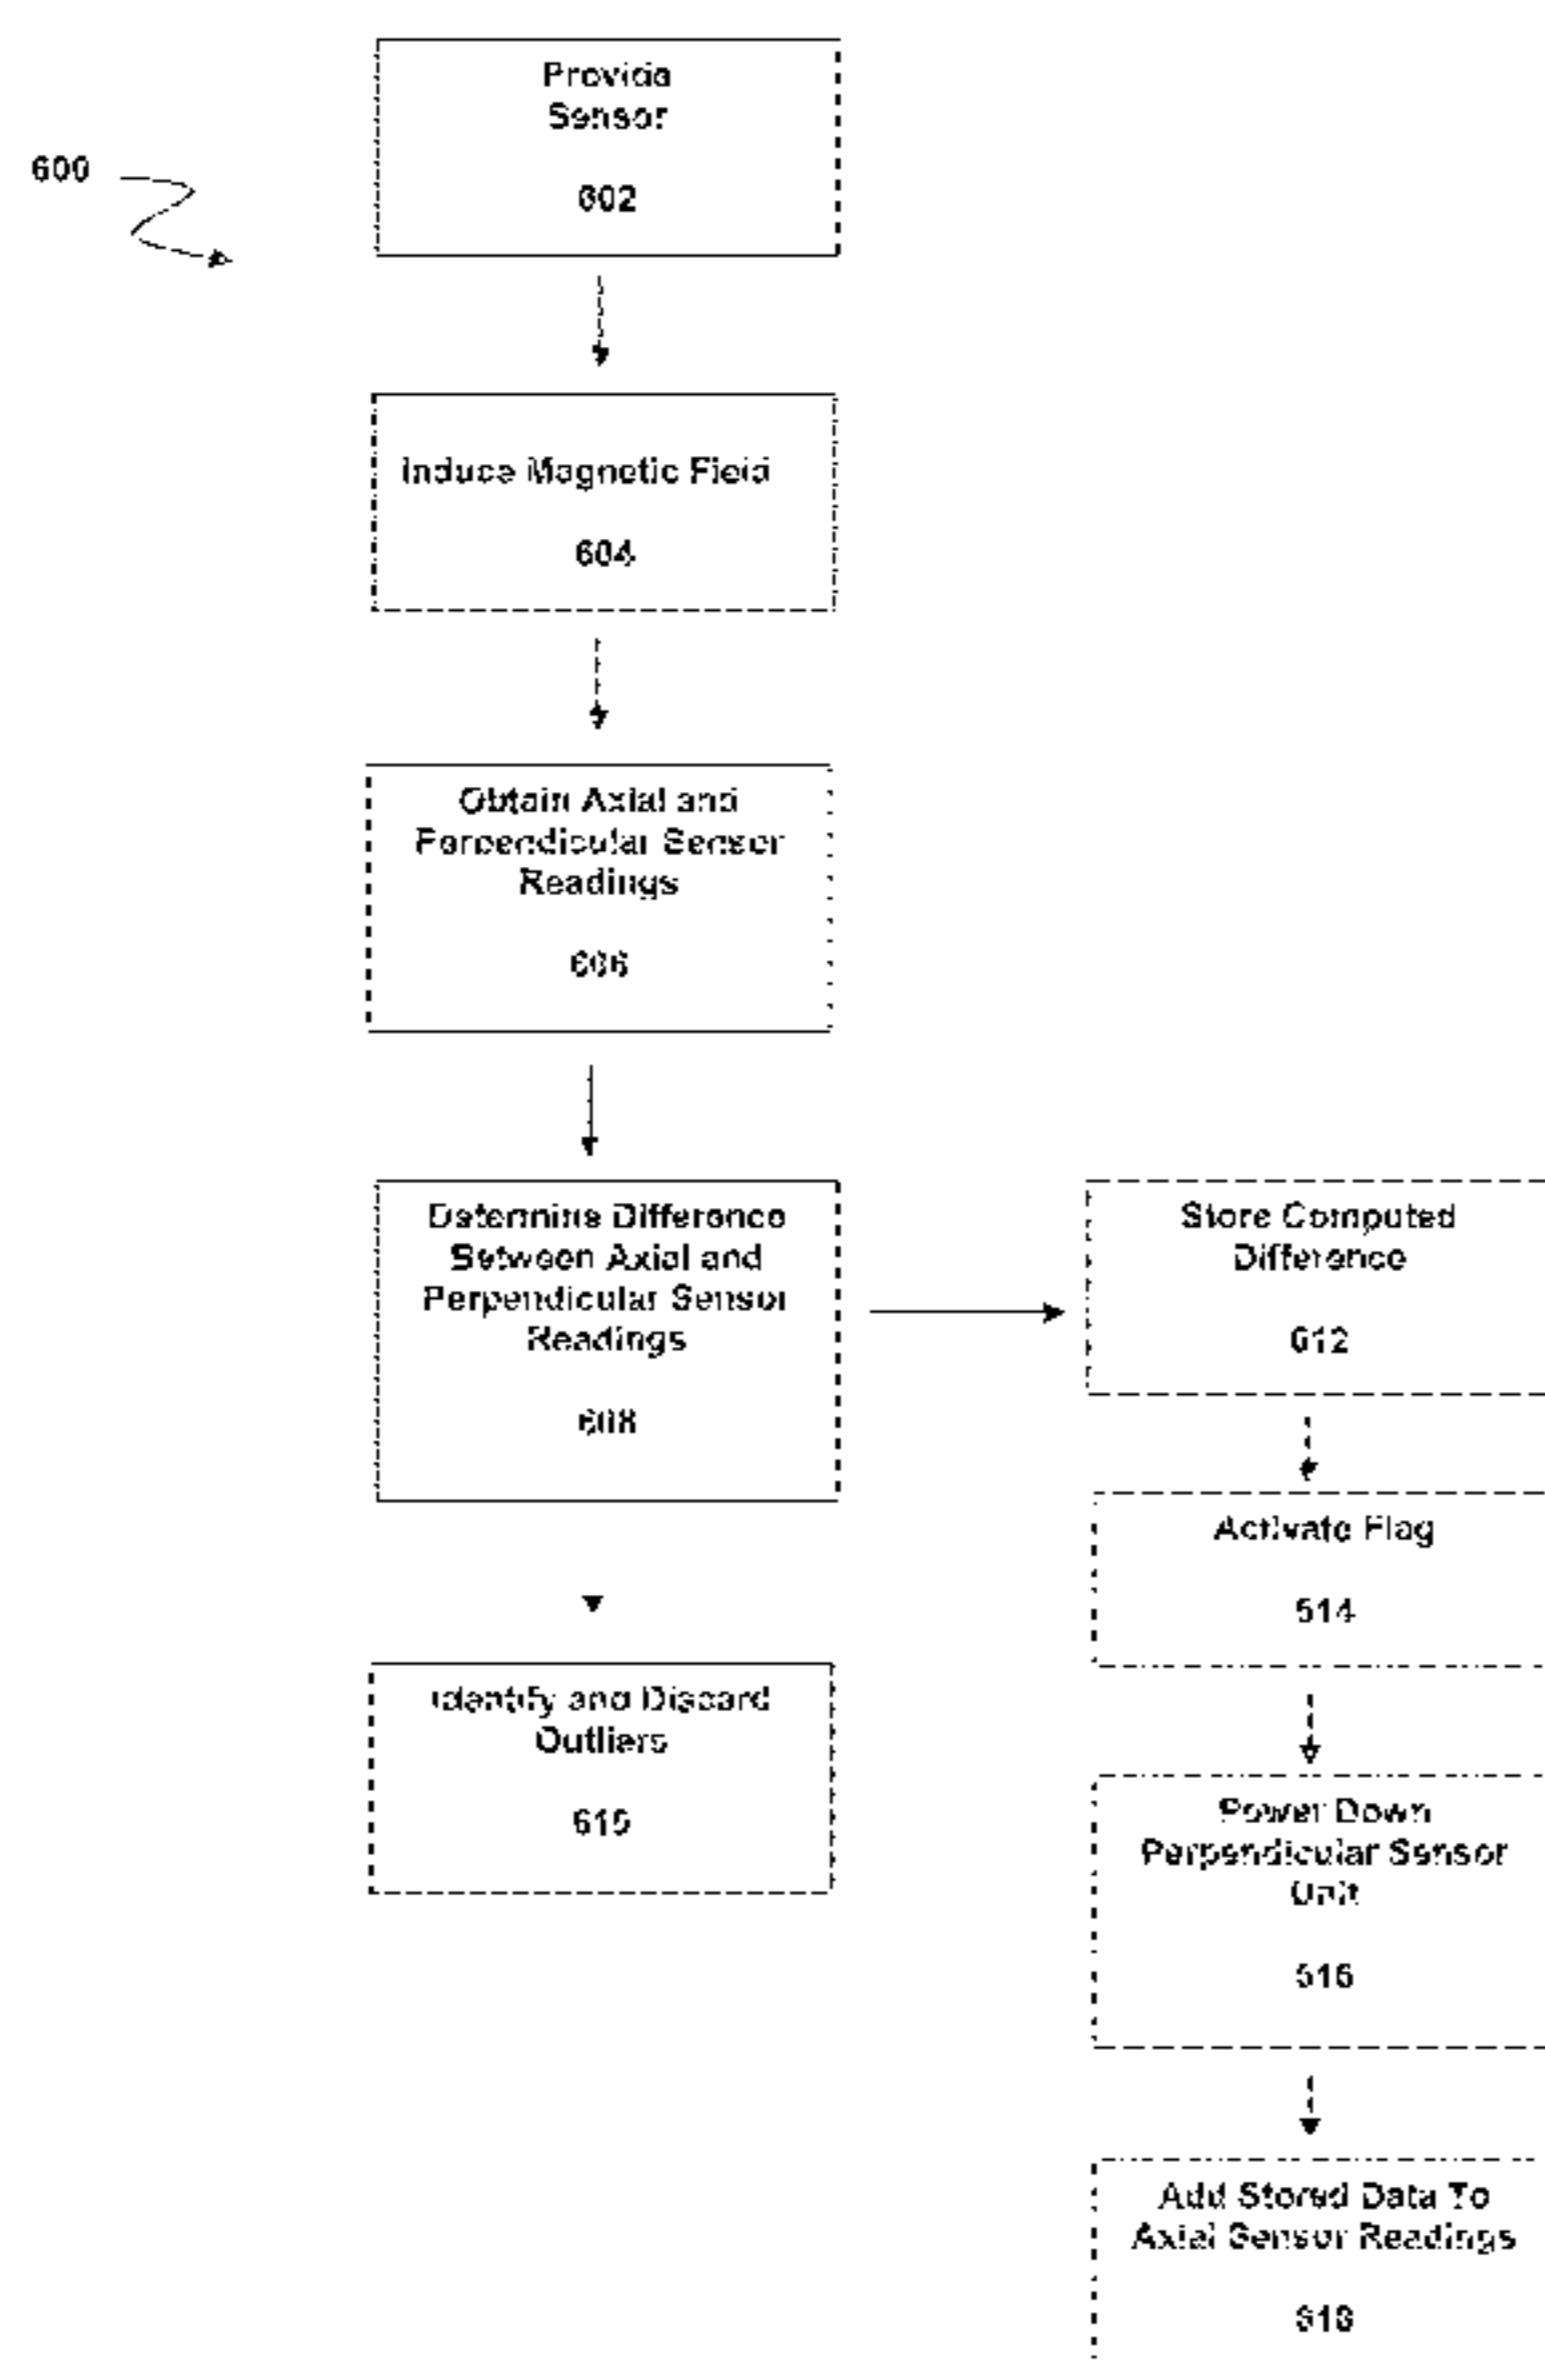 600
Provide
Sensor
602
Induce Magnetic Field
604
Obtain Axial and
Perpendicular Sensor
Readings
606
Determine Difference
Between Axial and
Perpendicular Sensor
Readings
608
Identify and Discard
Outliers
610
Store Computed
Difference
612
Activate Flag
614
Power Down
Perpendicular Sensor
Unit
616
Add Stored Data To
Axial Sensor Readings
618